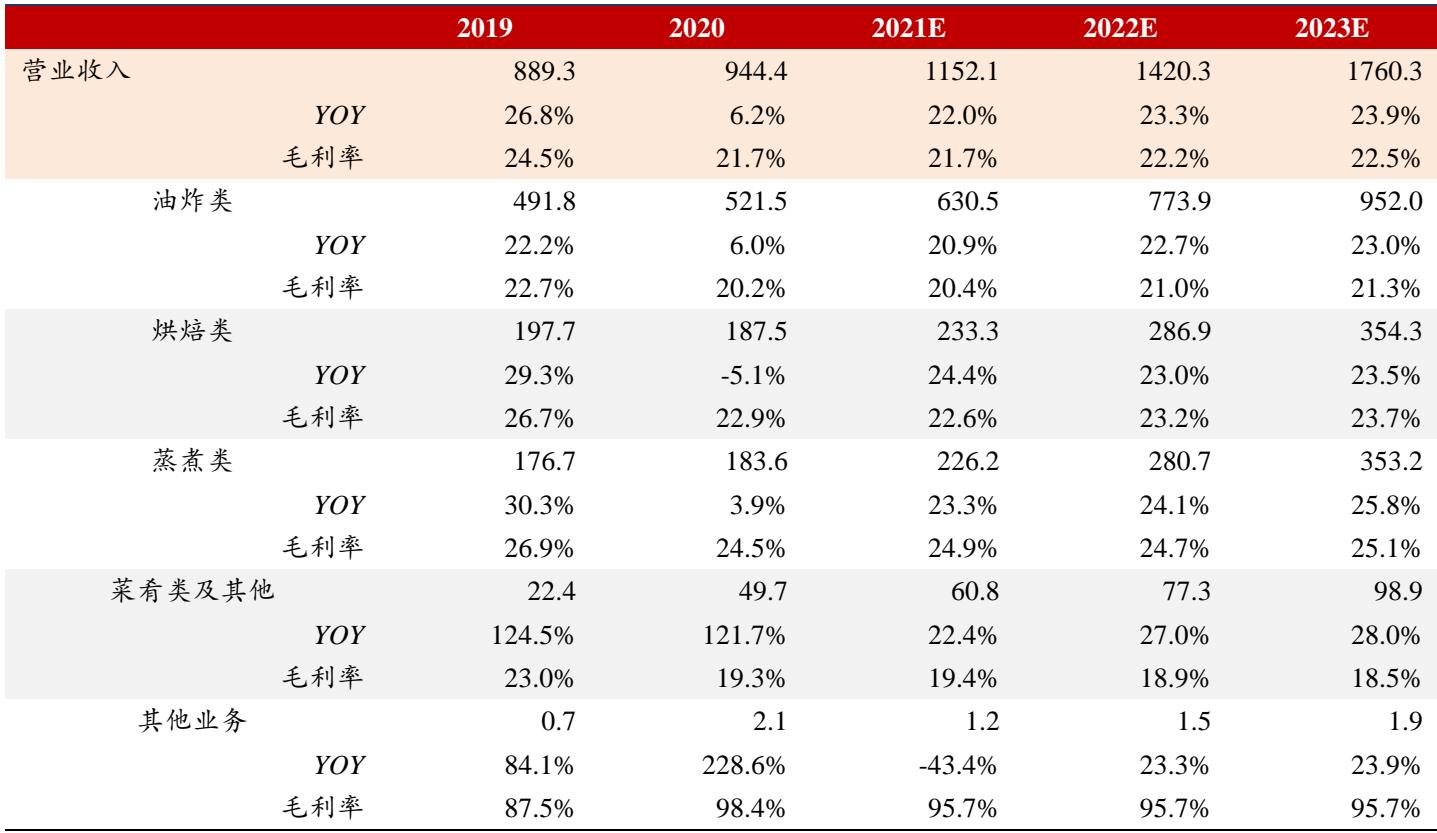 2019 2020 2021E 2022E 2023E
营业收入 889.3 944.4 1152.1 1420.3 1760.3
YOY 26.8% 6.2% 22.0% 23.3% 23.9%
毛利率 24.5% 21.7% 21.7% 22.2% 22.5%
油炸类 491.8 521.5 630.5 773.9 952.0
YOY 22.2% 6.0% 20.9% 22.7% 23.0%
毛利率 22.7% 20.2% 20.4% 21.0% 21.3%
烘焙类 197.7 187.5 233.3 286.9 354.3
YOY 29.3% -5.1% 24.4% 23.0% 23.5%
毛利率 26.7% 22.9% 22.6% 23.2% 23.7%
蒸煮类 176.7 183.6 226.2 280.7 353.2
YOY 30.3% 3.9% 23.3% 24.1% 25.8%
毛利率 26.9% 24.5% 24.9% 24.7% 25.1%
菜肴类及其他 22.4 49.7 60.8 77.3 98.9
YOY 124.5% 121.7% 22.4% 27.0% 28.0%
毛利率 23.0% 19.3% 19.4% 18.9% 18.5%
其他业务 0.7 2.1 1.2 1.5 1.9
YOY 84.1% 228.6% -43.4% 23.3% 23.9%
毛利率 87.5% 98.4% 95.7% 95.7% 95.7%